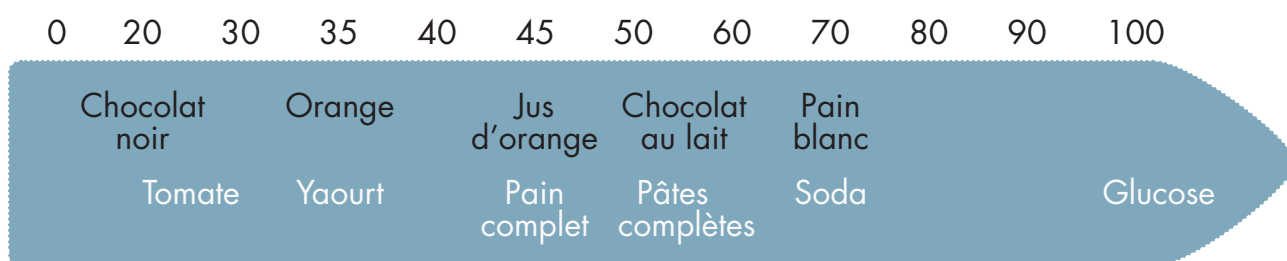 0 20 30 35 40 45 50 60 70 80 90 100
Chocolat Orange Jus Chocolat Pain
noir d’orange au lait blanc
Tomate Yaourt Pain Pâtes Soda Glucose
complet complètes